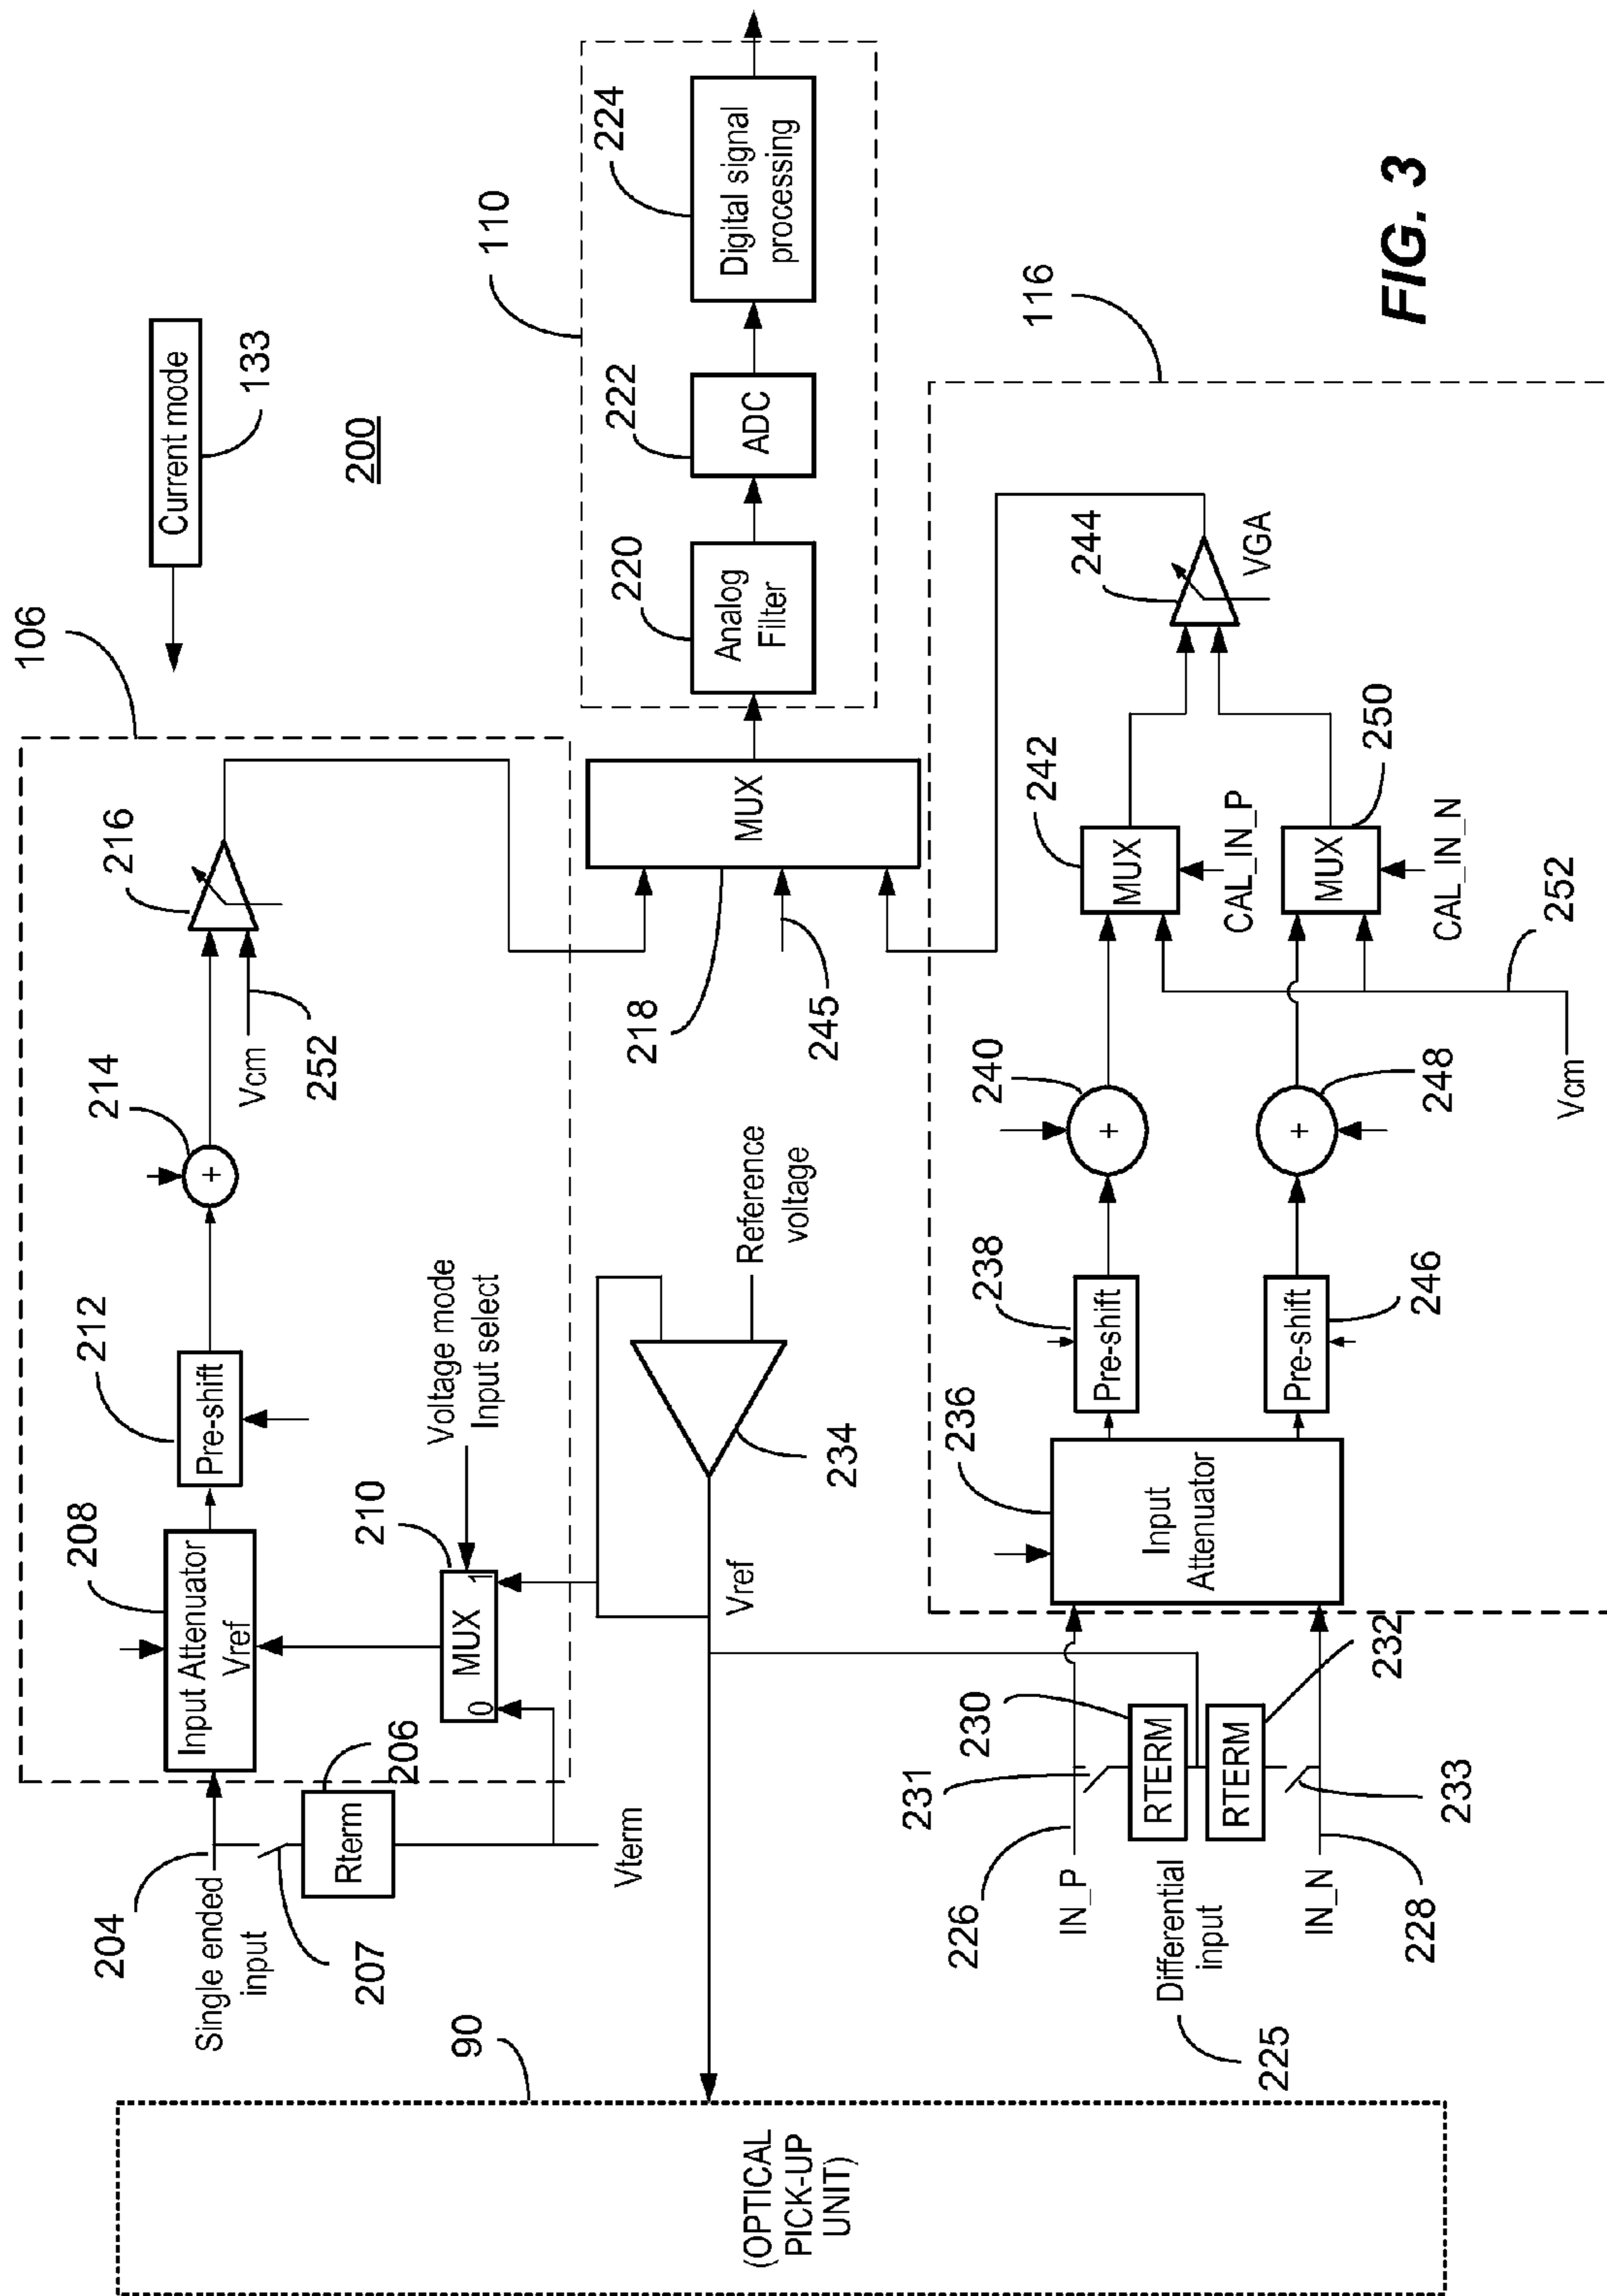 106
Current mode
133
200
204
Single ended
input
207
Rterm
206
Vterm
208
Input Attenuator
Vref
212
Pre-shift
214
+
Vcm
252
216
210
MUX
0
1
Voltage mode
Input select
110
218
MUX
245
220
Analog
Filter
222
ADC
224
Digital signal
processing
90
(OPTICAL
PICK-UP
UNIT)
Vref
234
Reference
voltage
116
226
IN_P
231
230
RTERM
Differential
input
225
RTERM
232
233
IN_N
228
236
Input
Attenuator
238
Pre-shift
Pre-shift
246
240
+
+
248
242
MUX
CAL_IN_P
250
MUX
CAL_IN_N
252
Vcm
244
VGA
FIG. 3